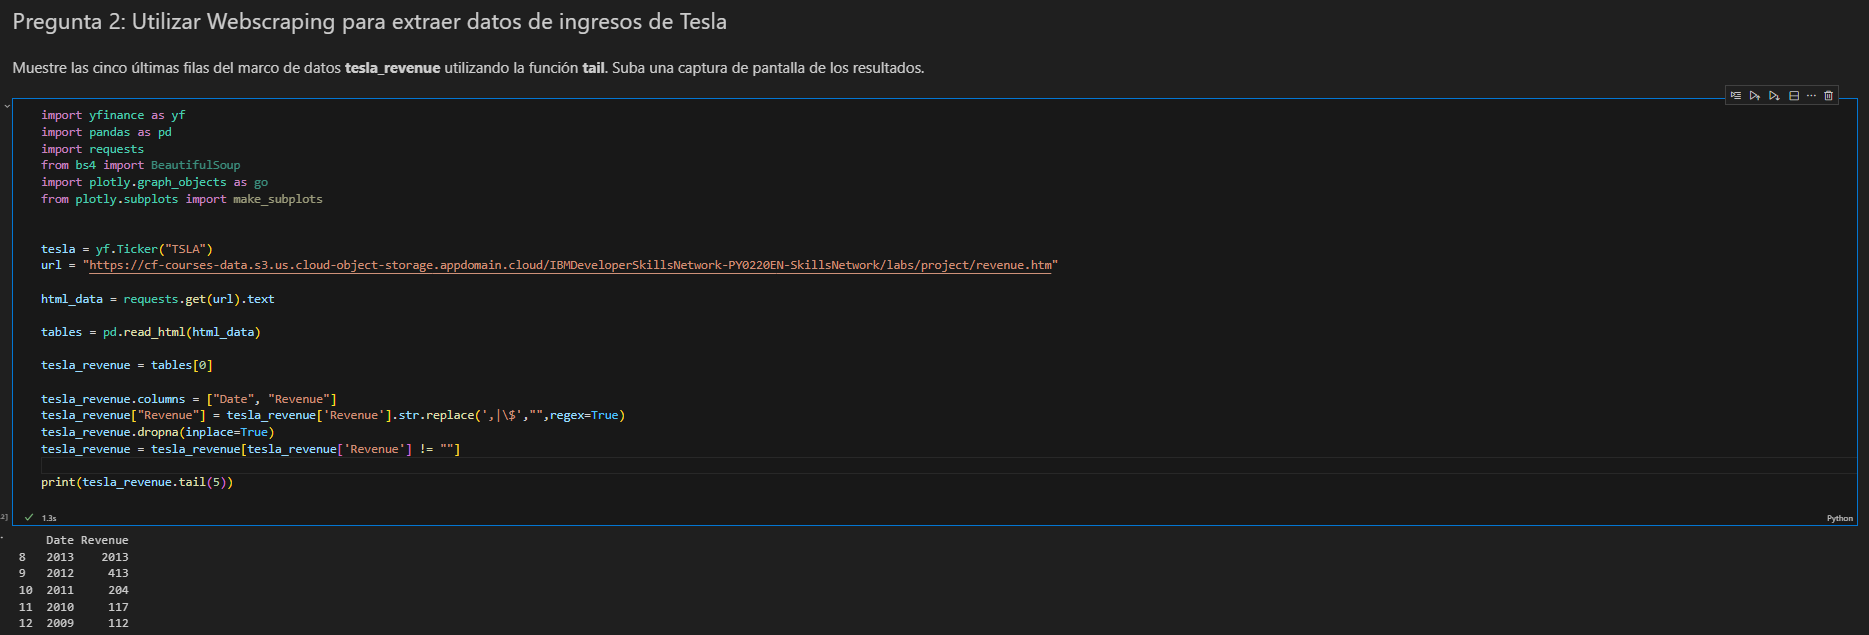 Pregunta 2: Utilizar Webscraping para extraer datos de ingresos de Tesla
Muestre las cinco últimas filas del marco de datos tesla_revenue utilizando la función tail. Suba una captura de pantalla de los resultados.
import yfinance as yf
import pandas as pd
import requests
from bs4 import BeautifulSoup
import plotly.graph_objects as go
from plotly.subplots import make_subplots
tesla = yf.Ticker("TSLA")
url = "https://cf-courses-data.s3.us.cloud-object-storage.appdomain.cloud/IBMDeveloperSkillsNetwork-PY0220EN-SkillsNetwork/labs/project/revenue.htm"
html_data = requests.get(url).text
tables = pd.read_html(html_data)
tesla_revenue = tables[0]
tesla_revenue.columns = ["Date", "Revenue"]
tesla_revenue["Revenue"] = tesla_revenue['Revenue'].str.replace(',|\$',"",regex=True)
tesla_revenue.dropna(inplace=True)
tesla_revenue = tesla_revenue[tesla_revenue['Revenue'] != ""]
print(tesla_revenue.tail(5))
1.3s
Python
Date Revenue
8 2013 2013
9 2012 413
10 2011 204
11 2010 117
12 2009 112